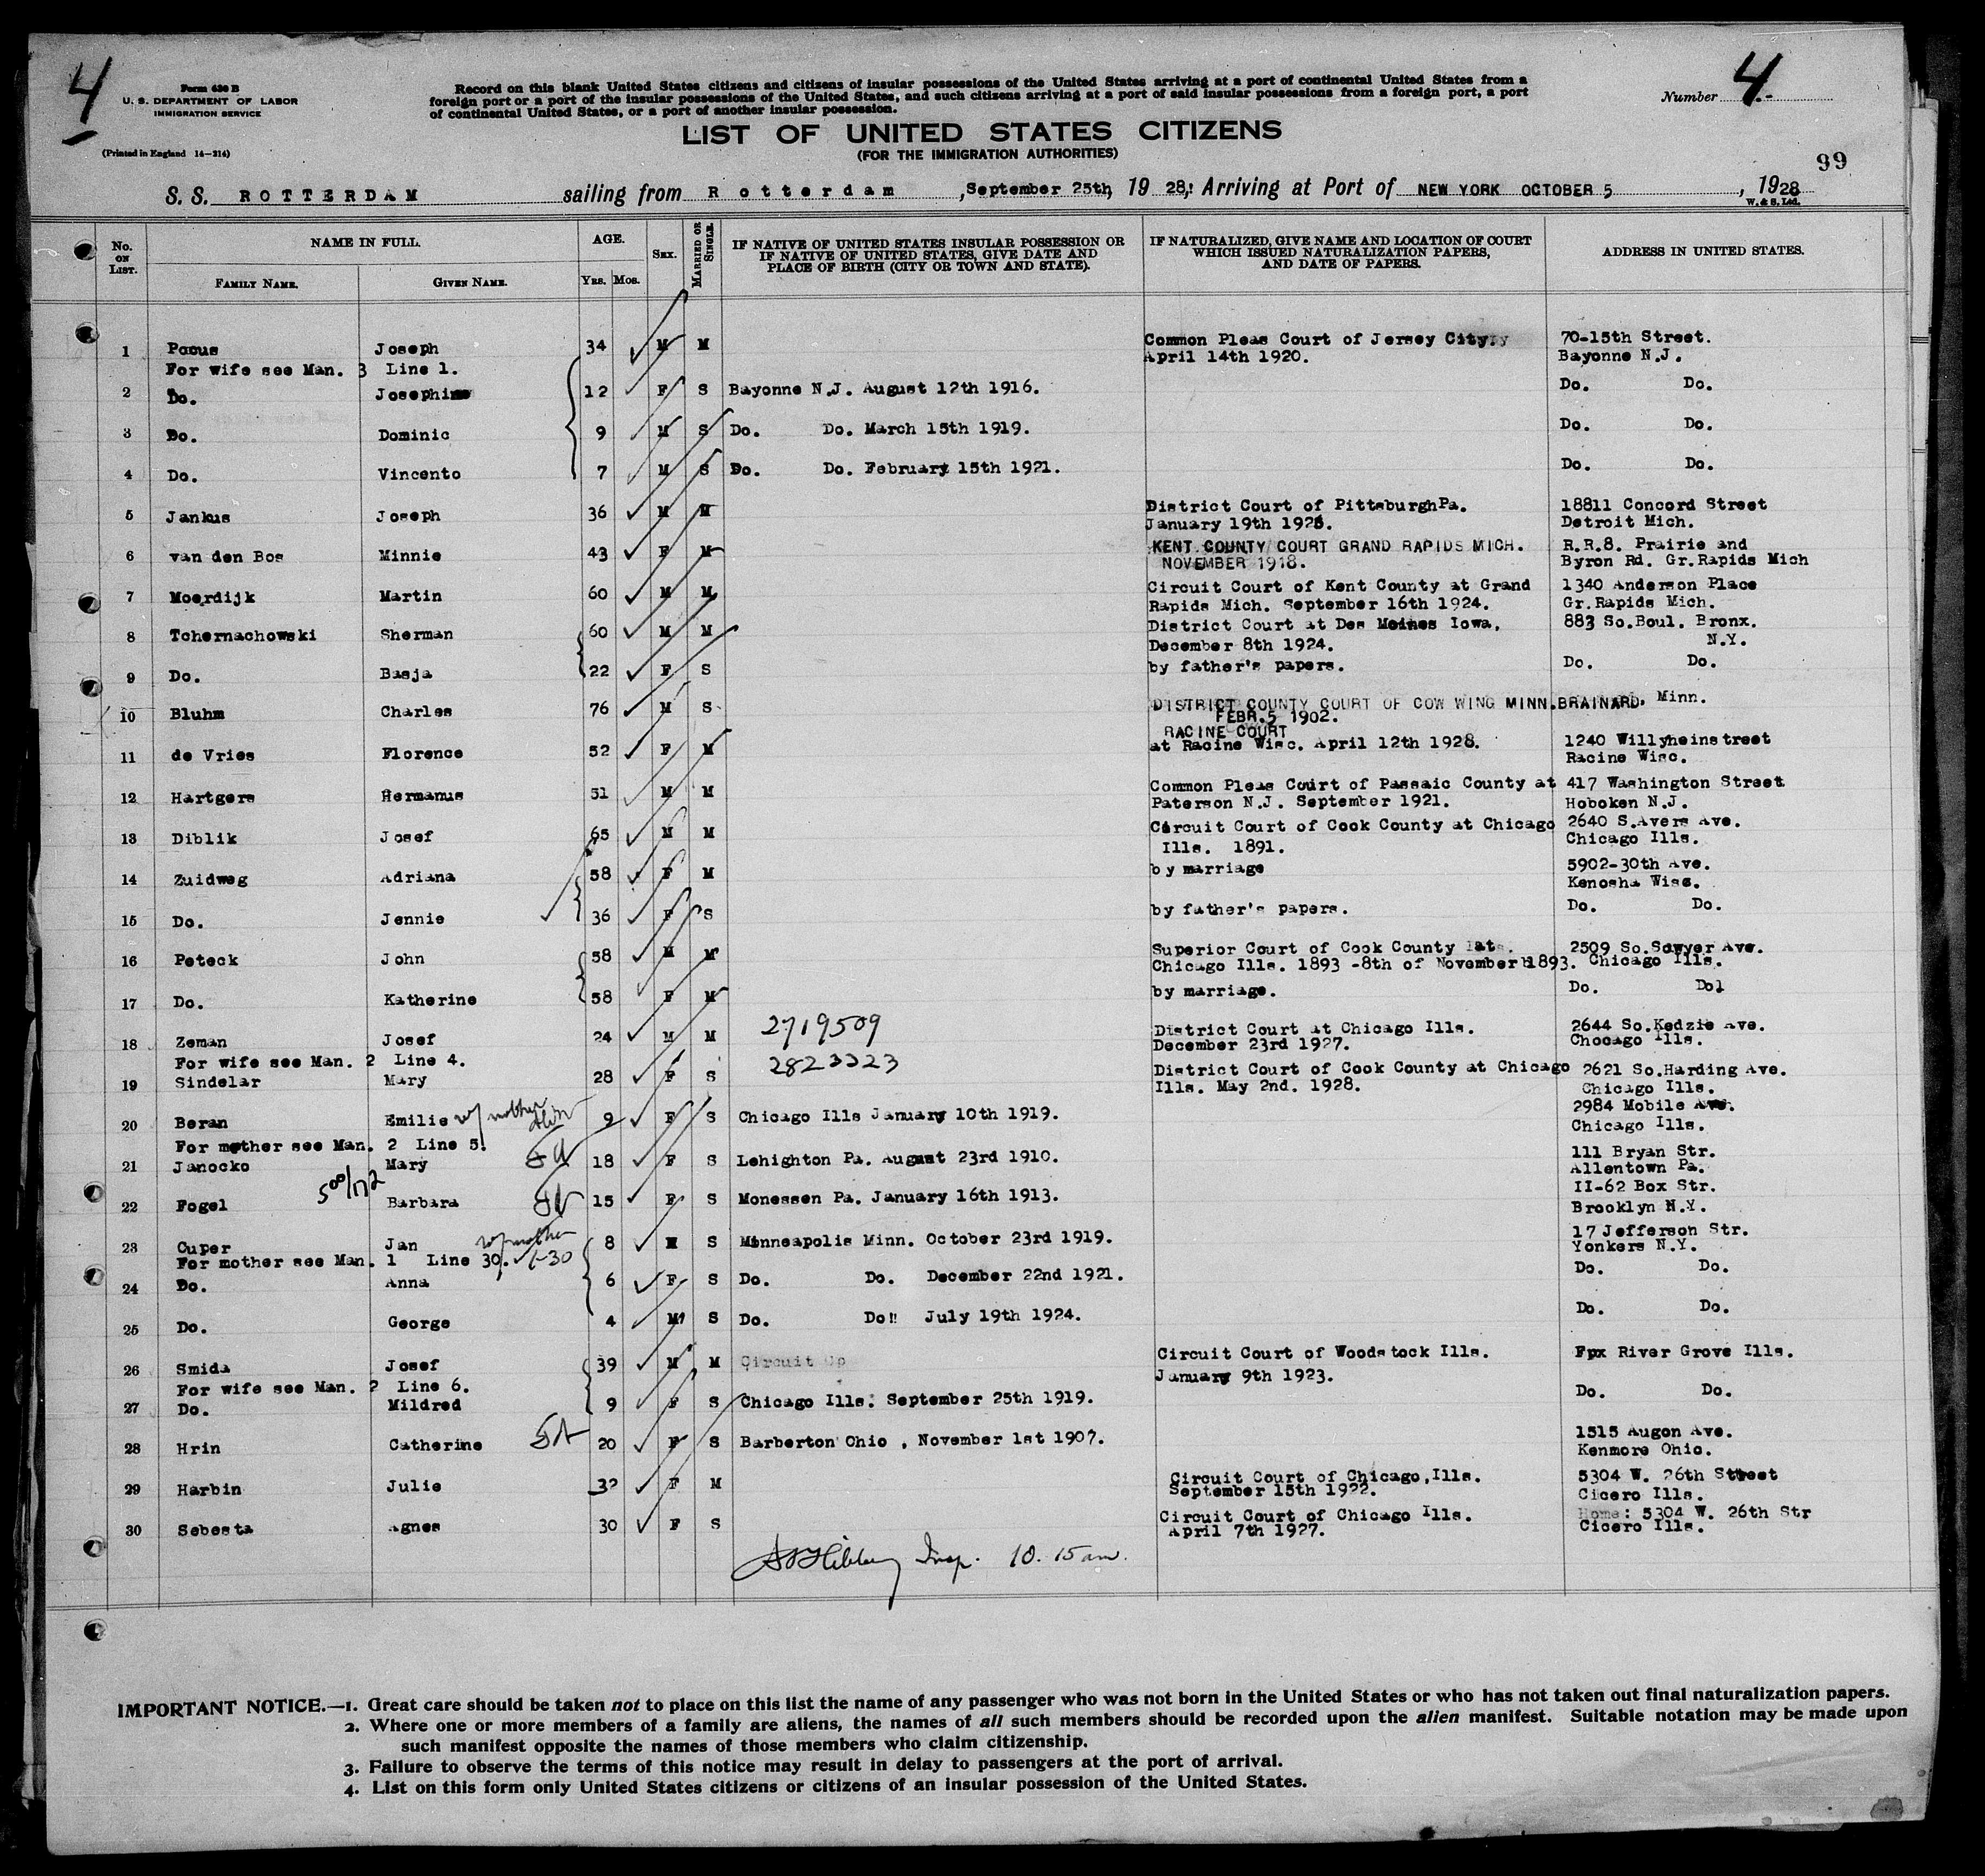 4
Form 430 B
U. S. DEPARTMENT OF LABOR
IMMIGRATION SERVICE
(Printed in England 14—214)
Record on this blank United States citizens and citizens of insular possessions of the United States arriving at a port of continental United States from a
foreign port or a port of the insular possessions of the United States, and such citizens arriving at a port of said insular possessions from a foreign port, a port
of continental United States, or a port of another insular possession.
Number 4.-
LIST OF UNITED STATES CITIZENS
(FOR THE IMMIGRATION AUTHORITIES)
99
S. S. ROTTERDAM sailing from Rotterdam, September 25th, 19 28, Arriving at Port of NEW YORK OCTOBER 5, 1928
W. & S. Ltd.
No. ON LIST. NAME IN FULL. FAMILY NAME. GIVEN NAME. AGE. YRS. MOS. SEX. MARRIED OR SINGLE. IF NATIVE OF UNITED STATES INSULAR POSSESSION OR IF NATIVE OF UNITED STATES, GIVE DATE AND PLACE OF BIRTH (CITY OR TOWN AND STATE). IF NATURALIZED, GIVE NAME AND LOCATION OF COURT WHICH ISSUED NATURALIZATION PAPERS, AND DATE OF PAPERS. ADDRESS IN UNITED STATES.
1 Pocus Joseph 34 M M Common Pleas Court of Jersey City. 70-15th Street.
April 14th 1920. Bayonne N.J.
For wife see Man. 3 Line 1.
2 Do. Josephine 12 F S Bayonne N.J. August 12th 1916. Do. Do.
3 Do. Dominic 9 M S Do. Do. March 15th 1919. Do. Do.
4 Do. Vincento 7 M S Do. Do. February 15th 1921. Do. Do.
5 Jankus Joseph 36 M M District Court of PittsburghPa. 18811 Concord Street
January 19th 1925. Detroit Mich.
6 van den Bos Minnie 43 F M KENT COUNTY COURT GRAND RAPIDS MICH. R.R.8. Prairie and
NOVEMBER 1918. Byron Rd. Gr.Rapids Mich
7 Moerdijk Martin 60 M M Circuit Court of Kent County at Grand 1340 Anderson Place
Rapids Mich. September 16th 1924. Gr.Rapids Mich.
8 Tchernachowski Sherman 60 M M District Court at Des Moines Iowa. 883 So.Boul. Bronx.
December 8th 1924. N.Y.
9 Do. Basja 22 F S by father's papers. Do. Do.
10 Bluhm Charles 76 M S DISTRICT COUNTY COURT OF COW WING MINN.BRAINARD. Minn.
FEBR.5 1902.
RACINE COURT
11 de Vries Florence 52 F M at Racine Wisc. April 12th 1928. 1240 Willyheinstreet
Racine Wisc.
12 Hartgers Hermanus 51 M M Common Pleas Court of Passaic County at 417 Washington Street
Paterson N.J. September 1921. Hoboken N.J.
13 Diblik Josef 65 M M Circuit Court of Cook County at Chicago 2640 S.Avers Ave.
Ills. 1891. Chicago Ills.
14 Zuidweg Adriana 58 F M by marriage 5902-30th Ave.
Kenosha Wisc.
15 Do. Jennie 36 F S by father's papers. Do. Do.
16 Peteck John 58 M M Superior Court of Cook County 2509 So.Sawyer Ave.
Chicago Ills. 1893 -8th of November 1893. Chicago Ills.
17 Do. Katherine 58 F M by marriage. Do. Dol
2719509
18 Zeman Josef 24 M M District Court at Chicago Ills. 2644 So.Kedzie Ave.
December 23rd 1927. Chocago Ills.
For wife see Man. 2 Line 4.
2823323
19 Sindelar Mary 28 F S District Court of Cook County at Chicago 2621 So.Harding Ave.
Ills. May 2nd. 1928. Chicago Ills.
20 Beran Emilie w/ mother 9 F S Chicago Ills January 10th 1919. 2984 Mobile Ave.
Chicago Ills.
For mother see Man. 2 Line 5.
21 Janocko Mary 18 F S Lehighton Pa. August 23rd 1910. 111 Bryan Str.
Allentown Pa.
22 Fogel Barbara 15 F S Monessen Pa. January 16th 1913. II-62 Box Str.
Brooklyn N.Y.
23 Cuper Jan w/mother 8 M S Minneapolis Minn. October 23rd 1919. 17 Jefferson Str.
Yonkers N.Y.
For mother see Man. 1 Line 30. 1-30
24 Do. Anna 6 F S Do. Do. December 22nd 1921. Do. Do.
25 Do. George 4 M S Do. Do" July 19th 1924. Do. Do.
26 Smida Josef 39 M M Circuit Circuit Court of Woodstock Ills. Fpx River Grove Ills.
January 9th 1923.
For wife see Man. 2 Line 6.
27 Do. Mildred 9 F S Chicago Ills. September 25th 1919. Do. Do.
28 Hrin Catherine 20 F S Barberton Ohio , November 1st 1907. 1515 Augon Ave.
Kenmore Ohio.
29 Harbin Julie 32 F M Circuit Court of Chicago,Ills. 5304 W. 26th Street
September 15th 1922. Cicero Ills.
30 Sebesta Agnes 30 F S Circuit Court of Chicago Ills. Home: 5304 W. 26th Str
April 7th 1927. Cicero Ills.
Insp. 10.15 am.
IMPORTANT NOTICE.—1. Great care should be taken not to place on this list the name of any passenger who was not born in the United States or who has not taken out final naturalization papers.
2. Where one or more members of a family are aliens, the names of all such members should be recorded upon the alien manifest. Suitable notation may be made upon
such manifest opposite the names of those members who claim citizenship.
3. Failure to observe the terms of this notice may result in delay to passengers at the port of arrival.
4. List on this form only United States citizens or citizens of an insular possession of the United States.